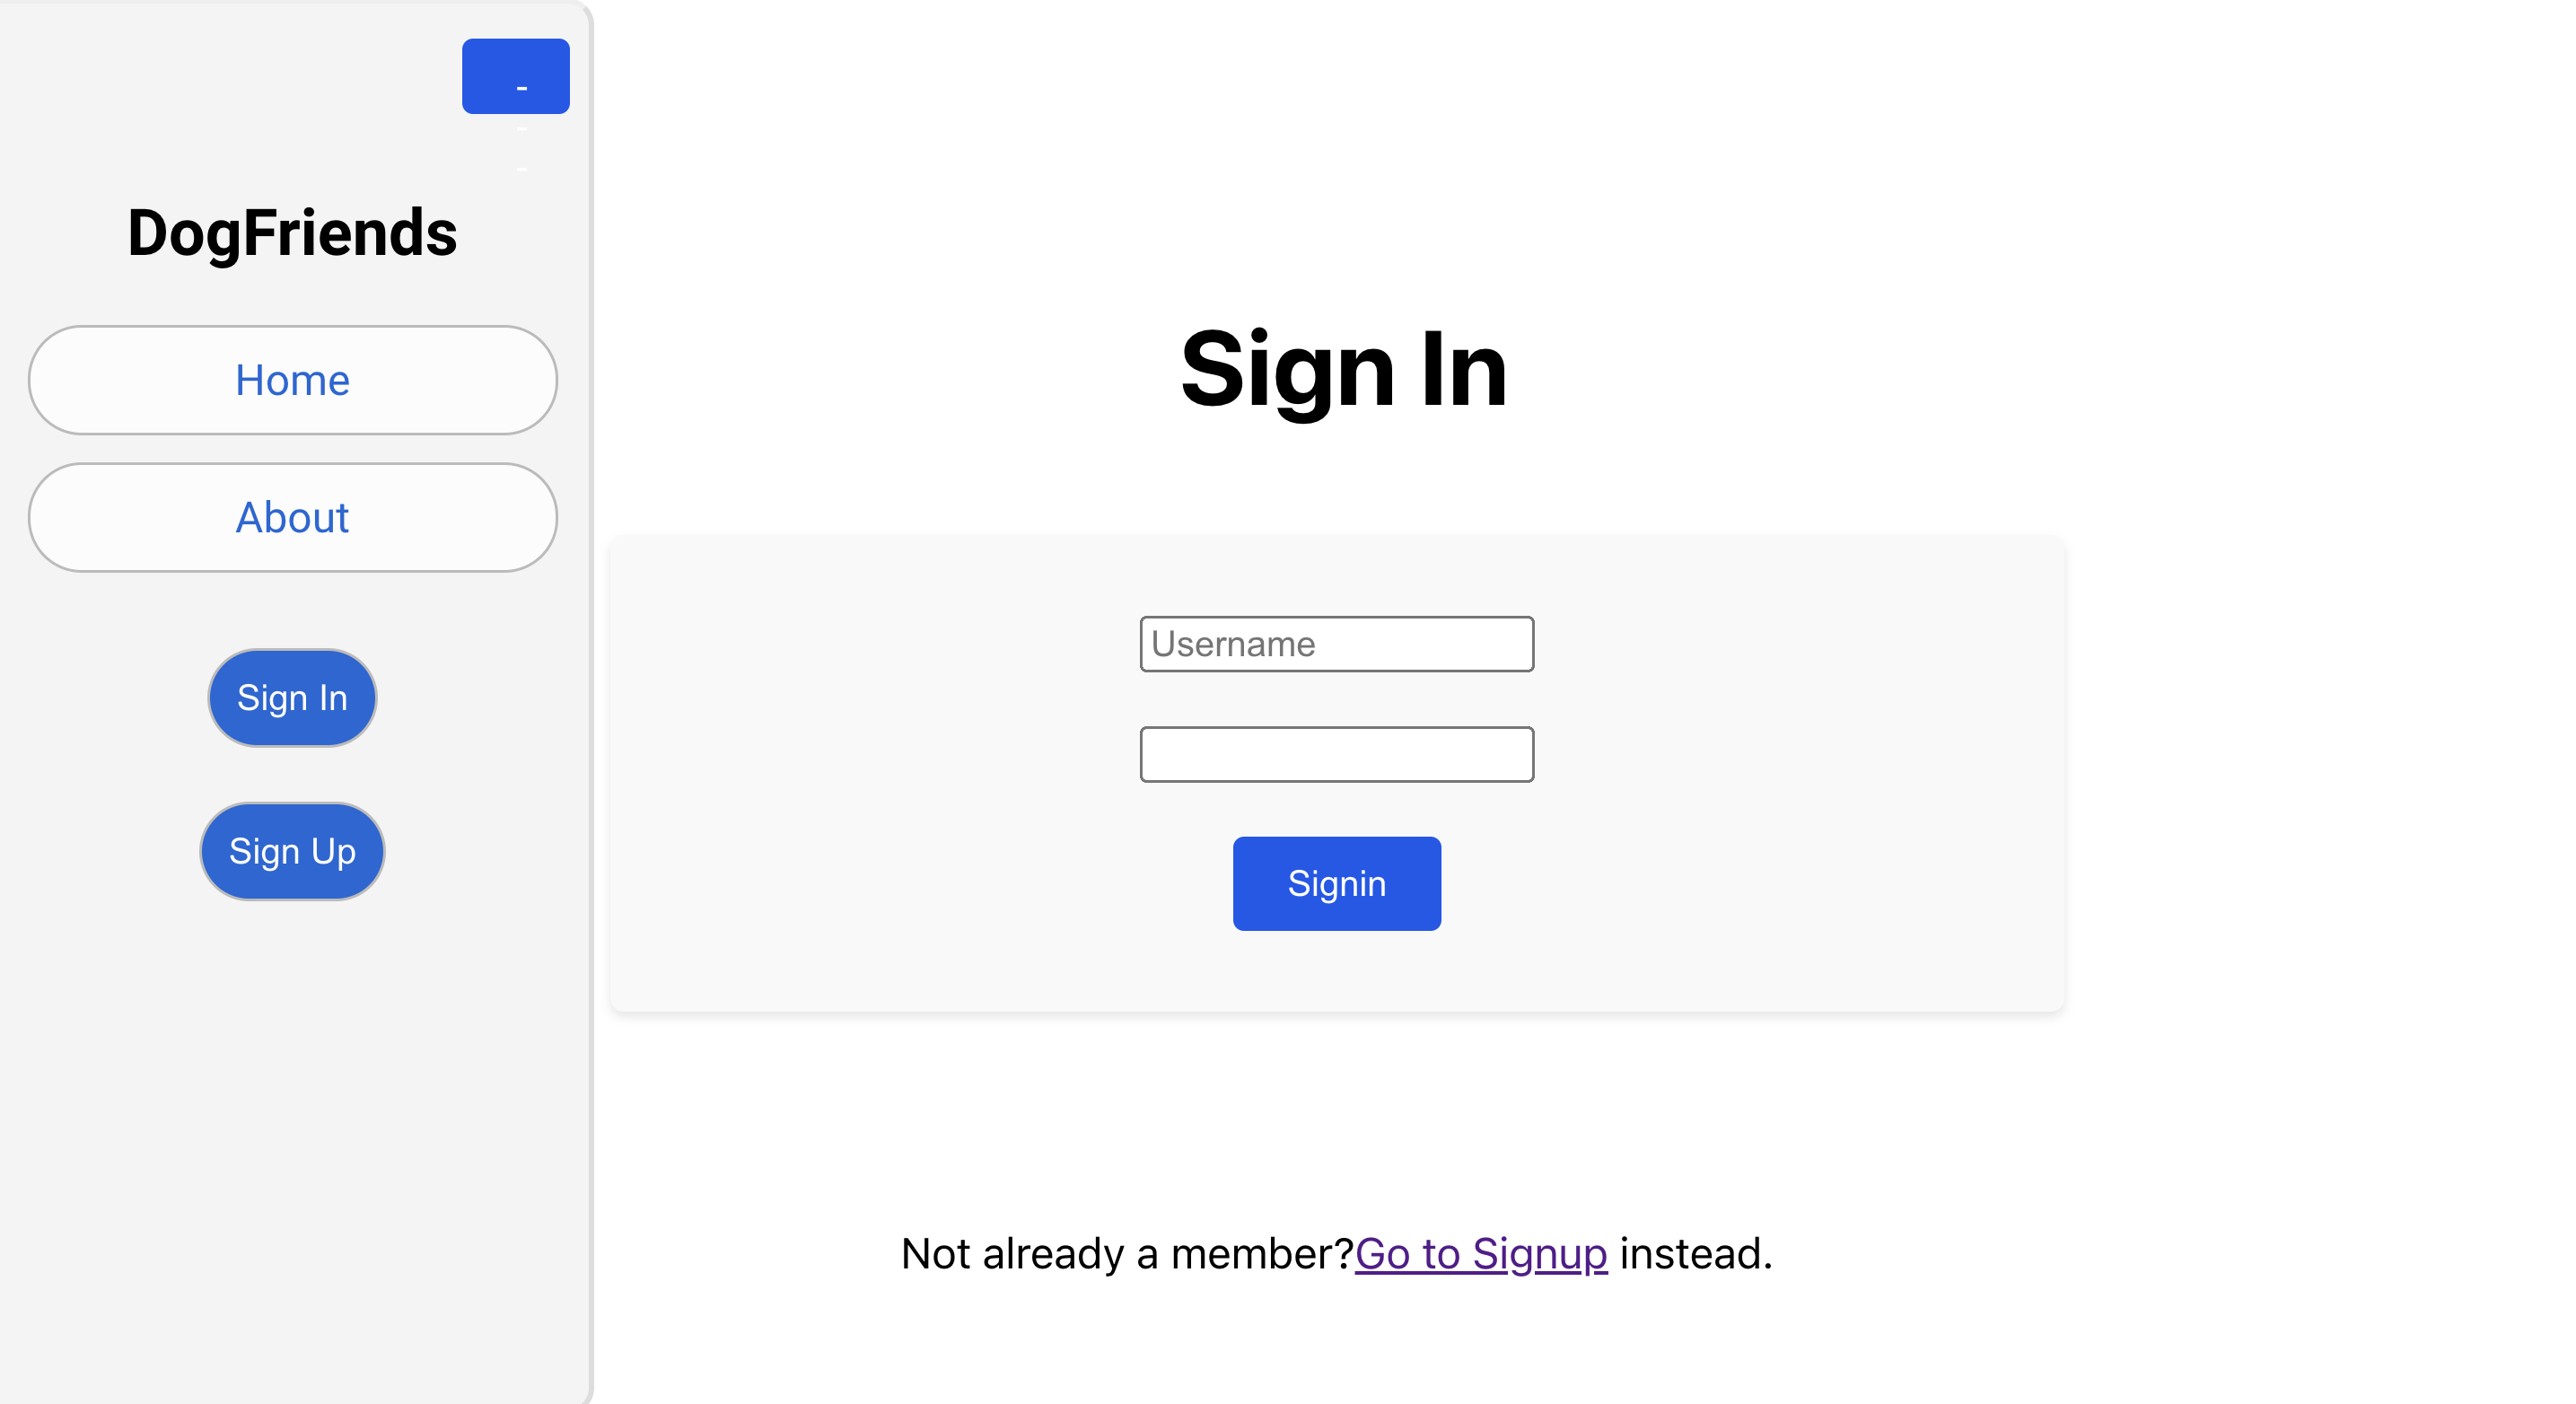 -
-
-
DogFriends
Home
About
Sign In
Sign Up
Sign In
Username
Signin
Not already a member?Go to Signup instead.